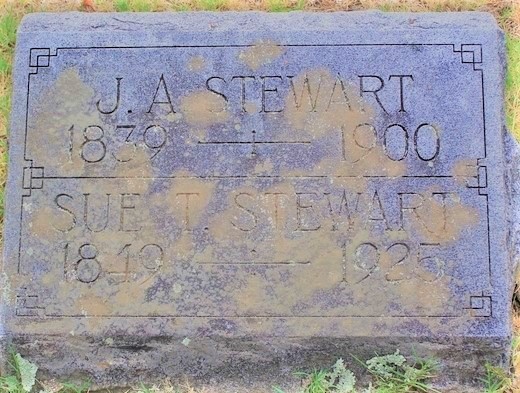 J. A STEWART
1839 — 1900
SUE T. STEWART
1849 — 1925